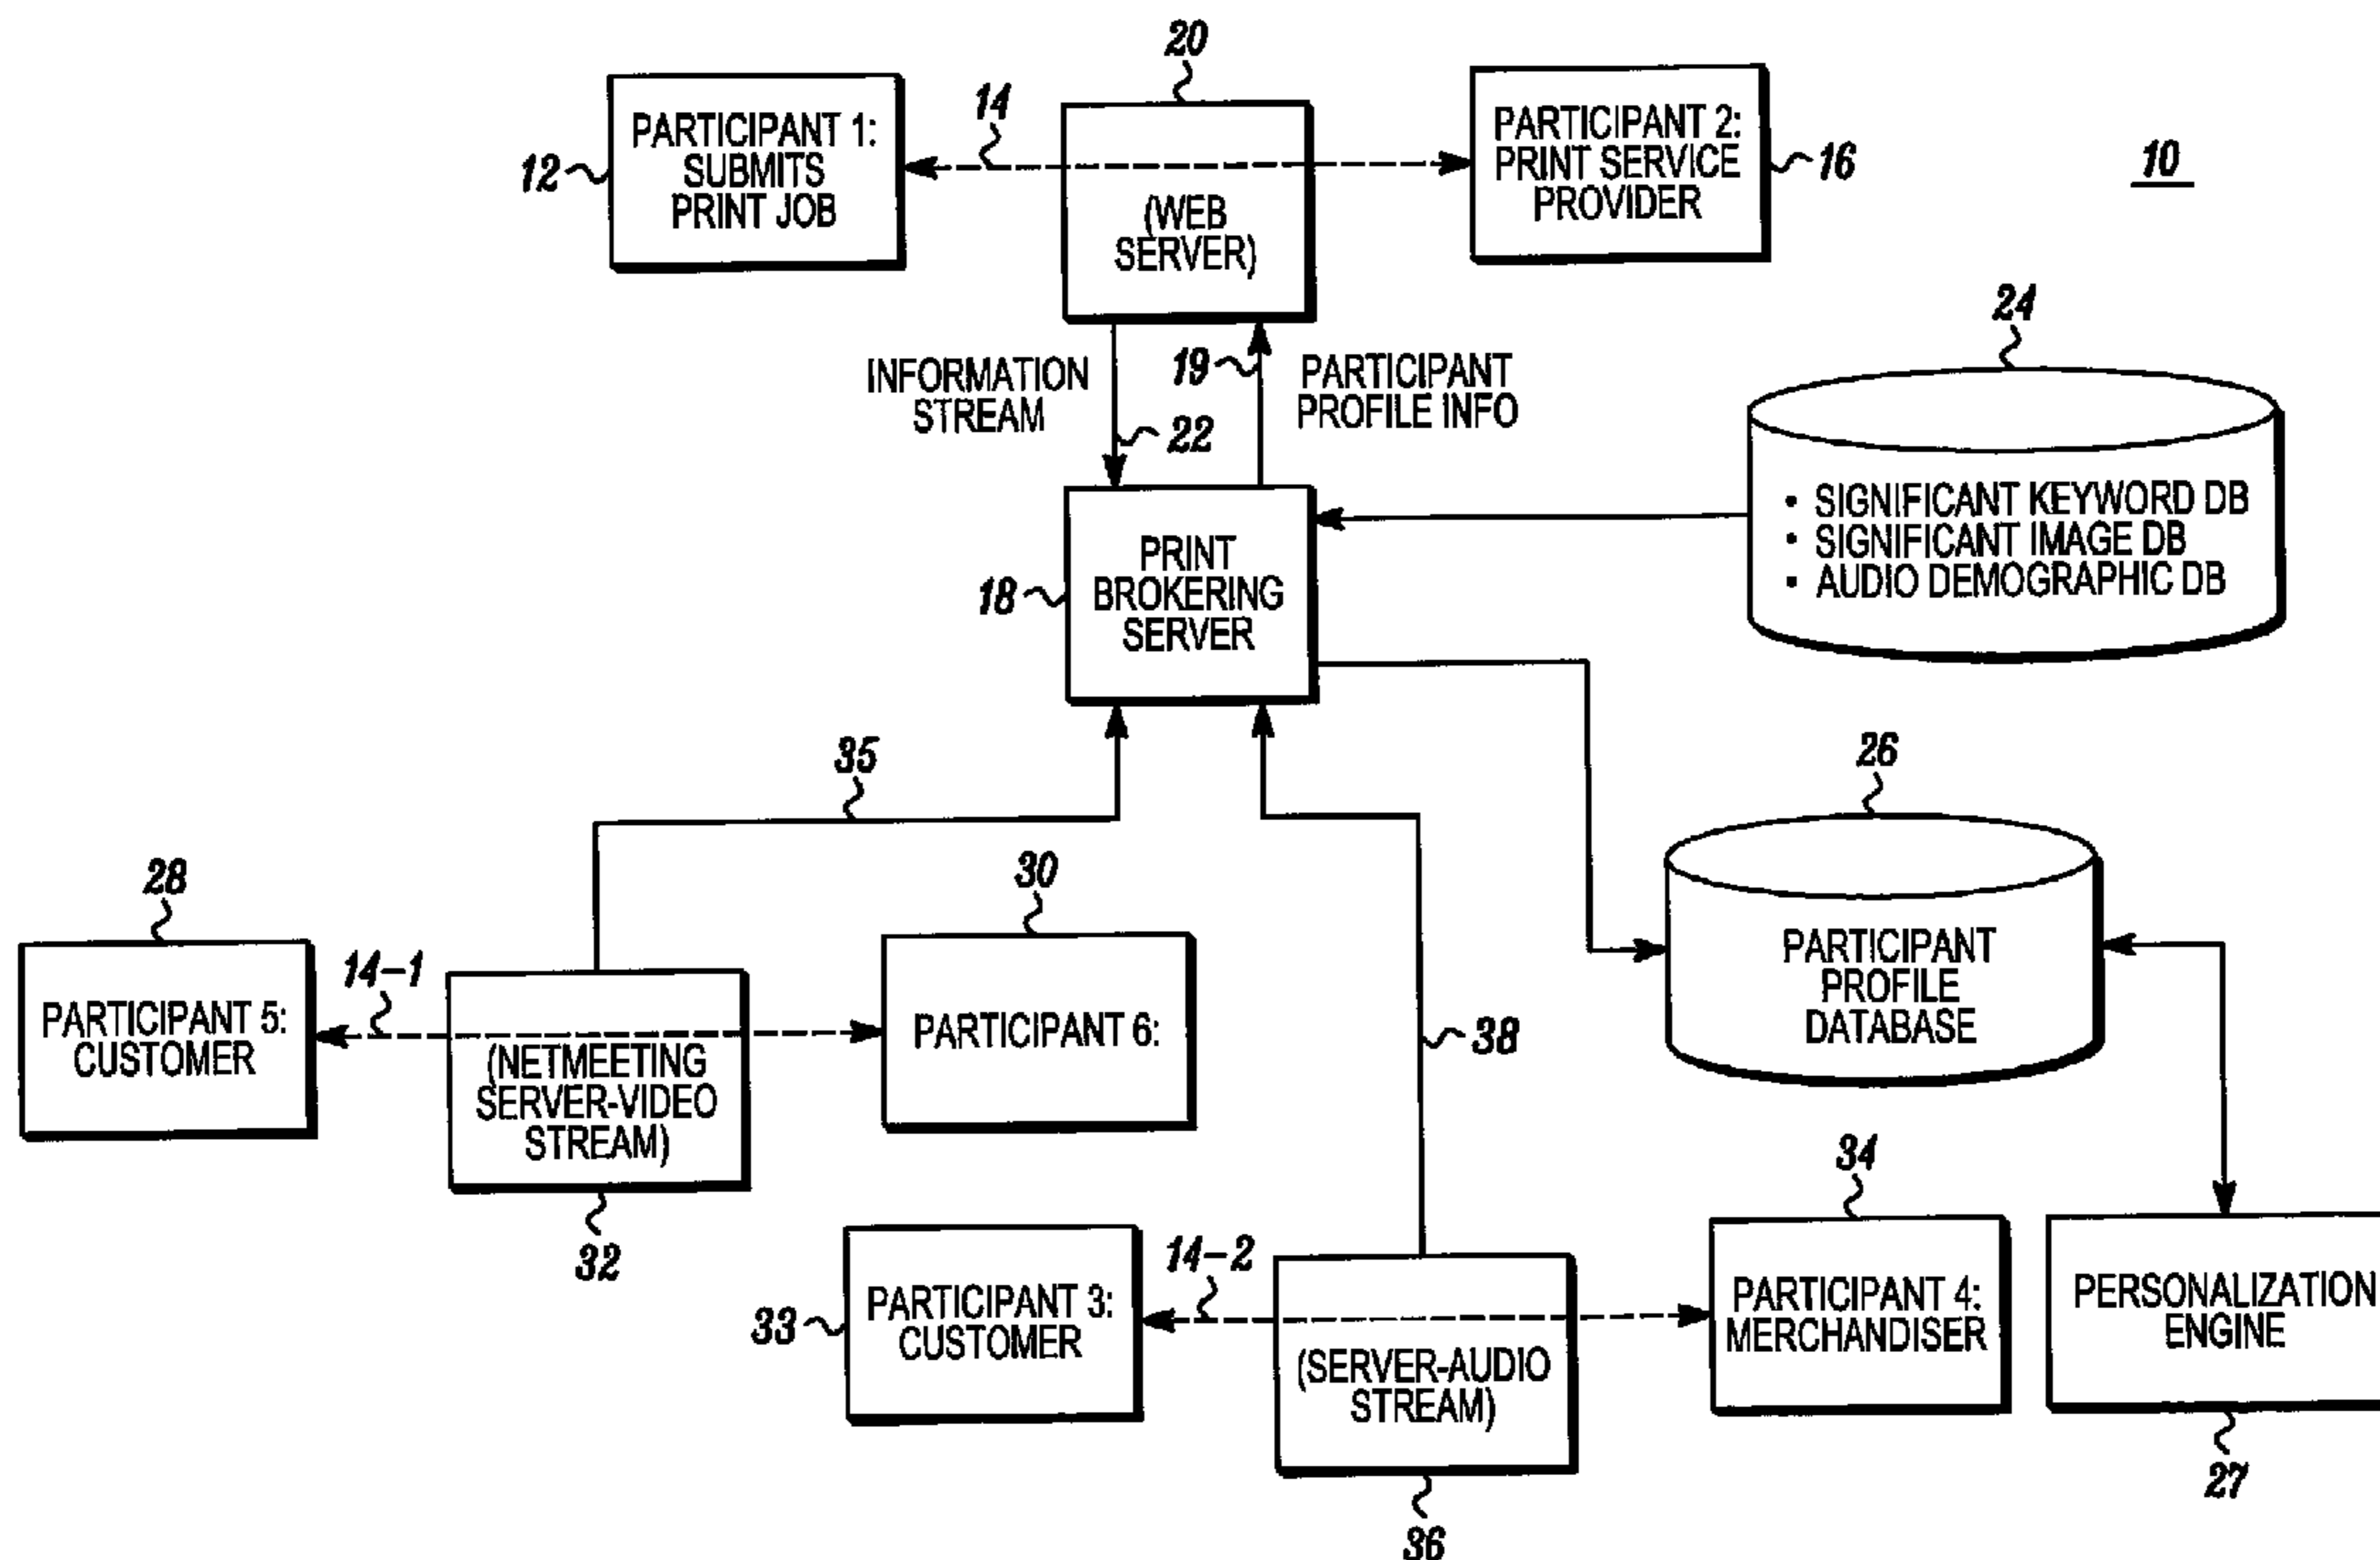 20
14
PARTICIPANT 1:
SUBMITS
PRINT JOB
12
(WEB
SERVER)
PARTICIPANT 2:
PRINT SERVICE
PROVIDER
16
10
INFORMATION
STREAM
22
19
PARTICIPANT
PROFILE INFO
24
• SIGNIFICANT KEYWORD DB
• SIGNIFICANT IMAGE DB
• AUDIO DEMOGRAPHIC DB
PRINT
BROKERING
SERVER
18
35
26
PARTICIPANT
PROFILE
DATABASE
28
PARTICIPANT 5:
CUSTOMER
14-1
(NETMEETING
SERVER-VIDEO
STREAM)
32
30
PARTICIPANT 6:
38
33
PARTICIPANT 3:
CUSTOMER
14-2
(SERVER-AUDIO
STREAM)
36
34
PARTICIPANT 4:
MERCHANDISER
PERSONALIZATION
ENGINE
27